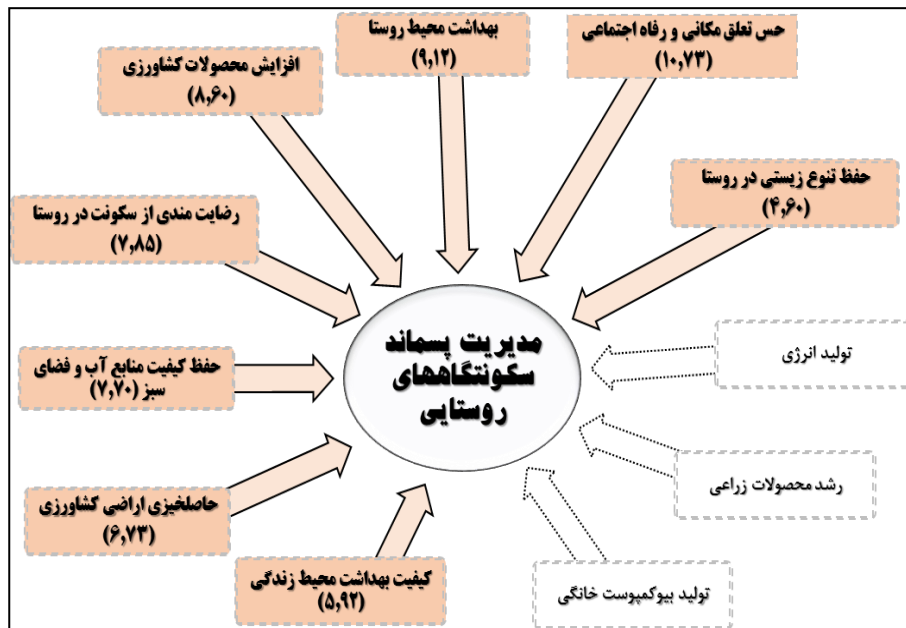 حس تعلق مکانی و رفاه اجتماعی
(۱۰,۷۳)
بهداشت محیط روستا
(۹,۱۲)
افزایش محصولات کشاورزی
(۸,۶۰)
حفظ تنوع زیستی در روستا
(۴,۶۰)
رضایت مندی از سکونت در روستا
(۷,۸۵)
مدیریت پسماند
سکونتگاههای
روستایی
تولید انرژی
حفظ کیفیت منابع آب و فضای
سبز (۷,۷۰)
رشد محصولات زراعی
حاصلخیزی اراضی کشاورزی
(۶,۷۳)
کیفیت بهداشت محیط زندگی
(۵,۹۲)
تولید بیوکمپوست خانگی